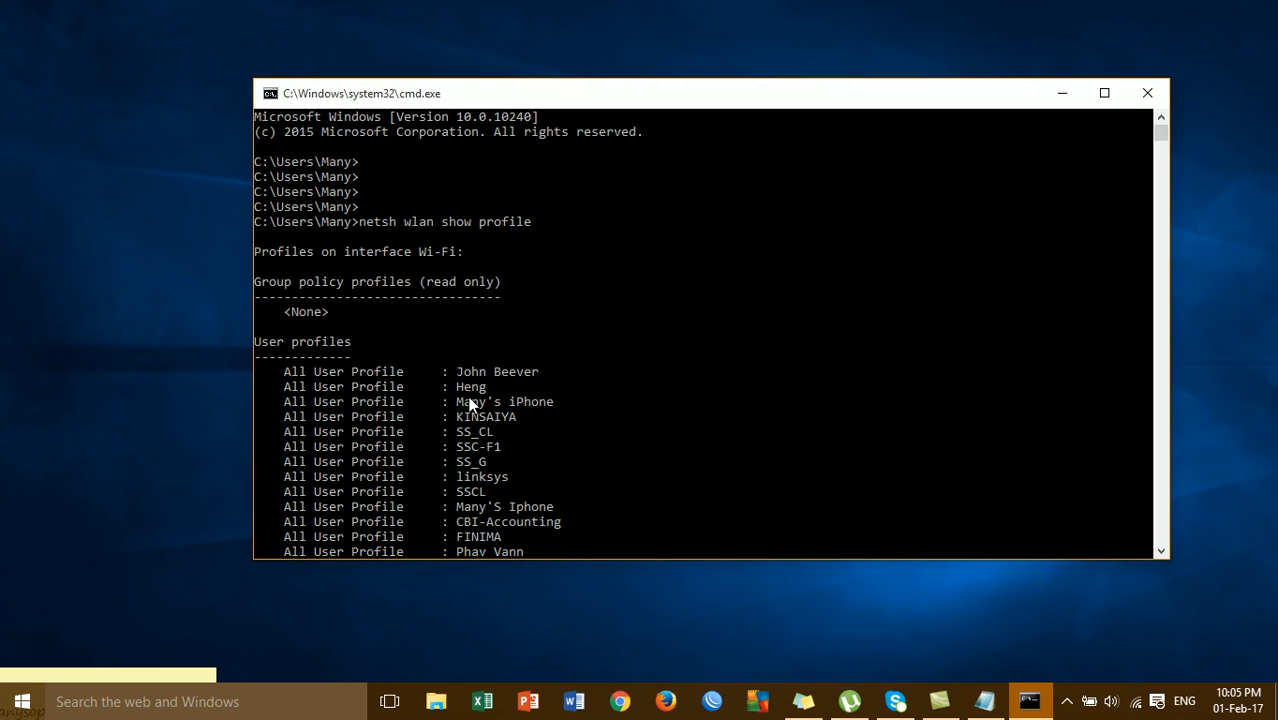 C:\Windows\system32\cmd.exe
Microsoft Windows [Version 10.0.10240]
(c) 2015 Microsoft Corporation. All rights reserved.
C:\Users\Many>
C:\Users\Many>
C:\Users\Many>
C:\Users\Many>
C:\Users\Many>netsh wlan show profile
Profiles on interface Wi-Fi:
Group policy profiles (read only)
---------------------------------
<None>
User profiles
-------------
All User Profile     : John Beever
All User Profile     : Heng
All User Profile     : Many's iPhone
All User Profile     : KINSAIYA
All User Profile     : SS_CL
All User Profile     : SSC-F1
All User Profile     : SS_G
All User Profile     : linksys
All User Profile     : SSCL
All User Profile     : Many'S Iphone
All User Profile     : CBI-Accounting
All User Profile     : FINIMA
All User Profile     : Phav Vann
Search the web and Windows
ENG
10:05 PM
01-Feb-17